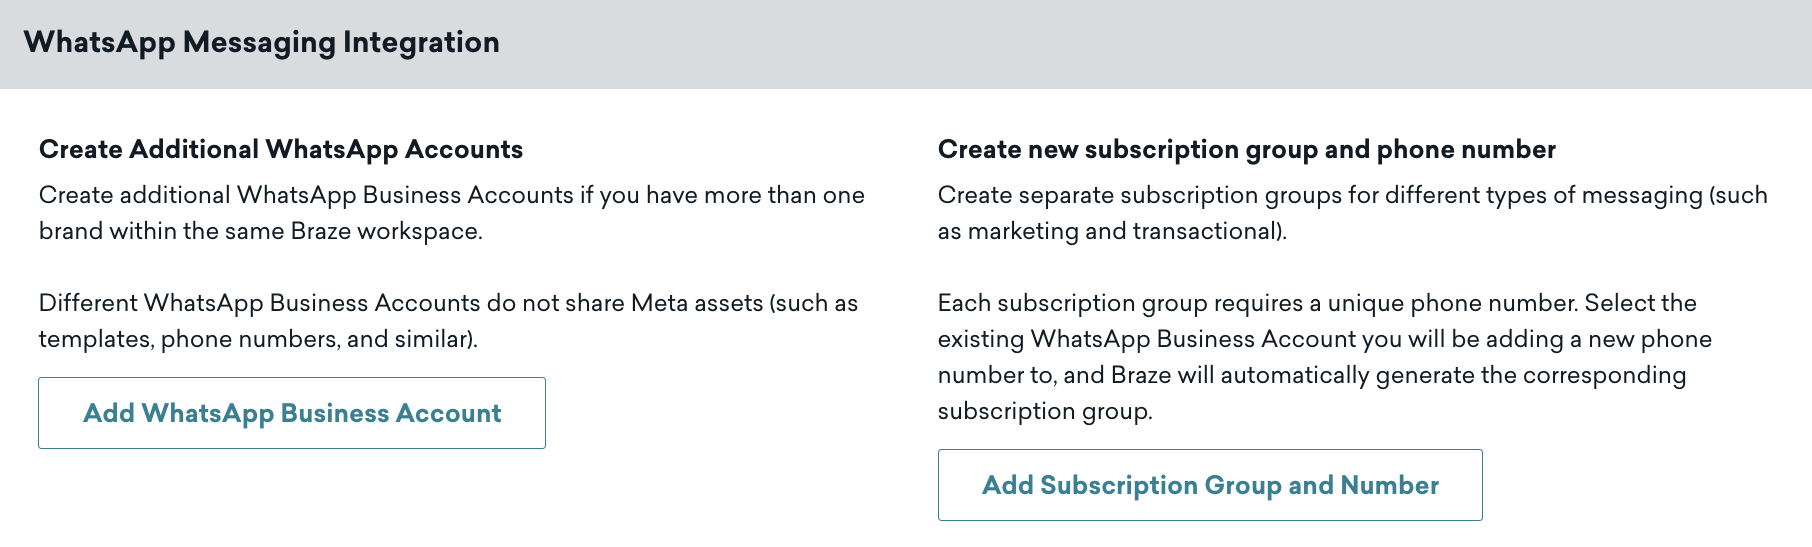 WhatsApp Messaging Integration
Create Additional WhatsApp Accounts
Create additional WhatsApp Business Accounts if you have more than one
brand within the same Braze workspace.
Different WhatsApp Business Accounts do not share Meta assets (such as
templates, phone numbers, and similar).
Add WhatsApp Business Account
Create new subscription group and phone number
Create separate subscription groups for different types of messaging (such
as marketing and transactional).
Each subscription group requires a unique phone number. Select the
existing WhatsApp Business Account you will be adding a new phone
number to, and Braze will automatically generate the corresponding
subscription group.
Add Subscription Group and Number